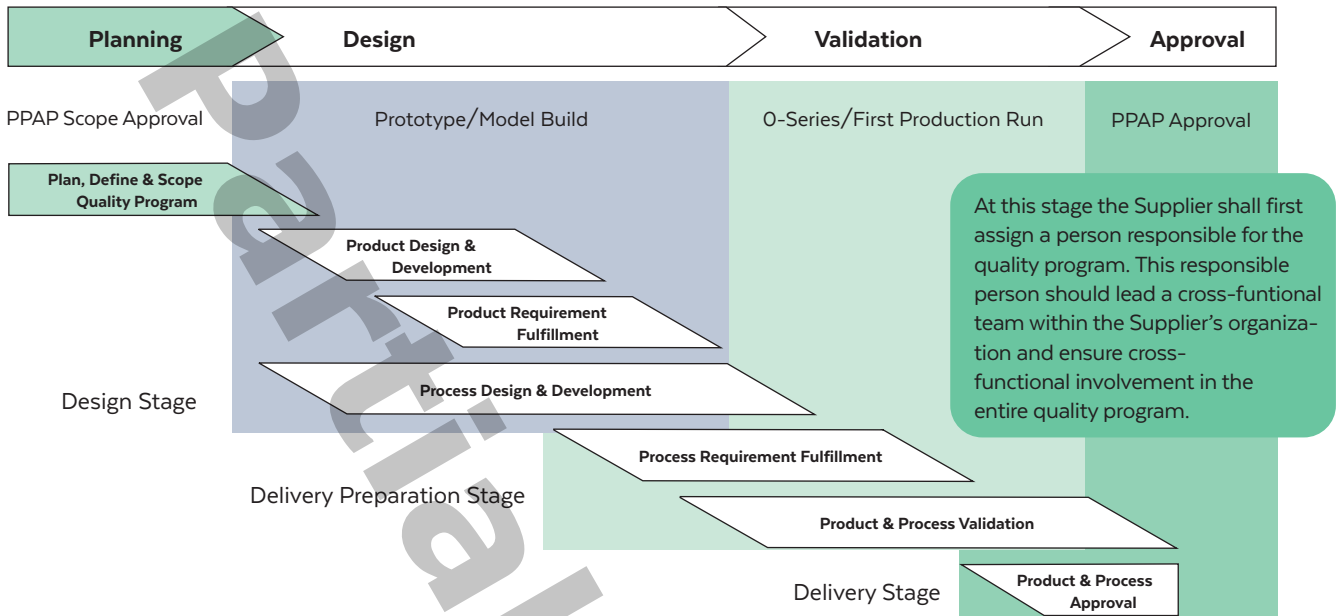 Planning
Design
Validation
Approval
PPAP Scope Approval
Prototype/Model Build
0-Series/First Production Run
PPAP Approval
Plan, Define & Scope
Quality Program
Product Design &
Development
Product Requirement
Fulfillment
Process Design & Development
Design Stage
Process Requirement Fulfillment
Delivery Preparation Stage
Product & Process Validation
Delivery Stage
Product & Process
Approval
At this stage the Supplier shall first
assign a person responsible for the
quality program. This responsible
person should lead a cross-funtional
team within the Supplier’s organiza-
tion and ensure cross-
functional involvement in the
entire quality program.
Partial